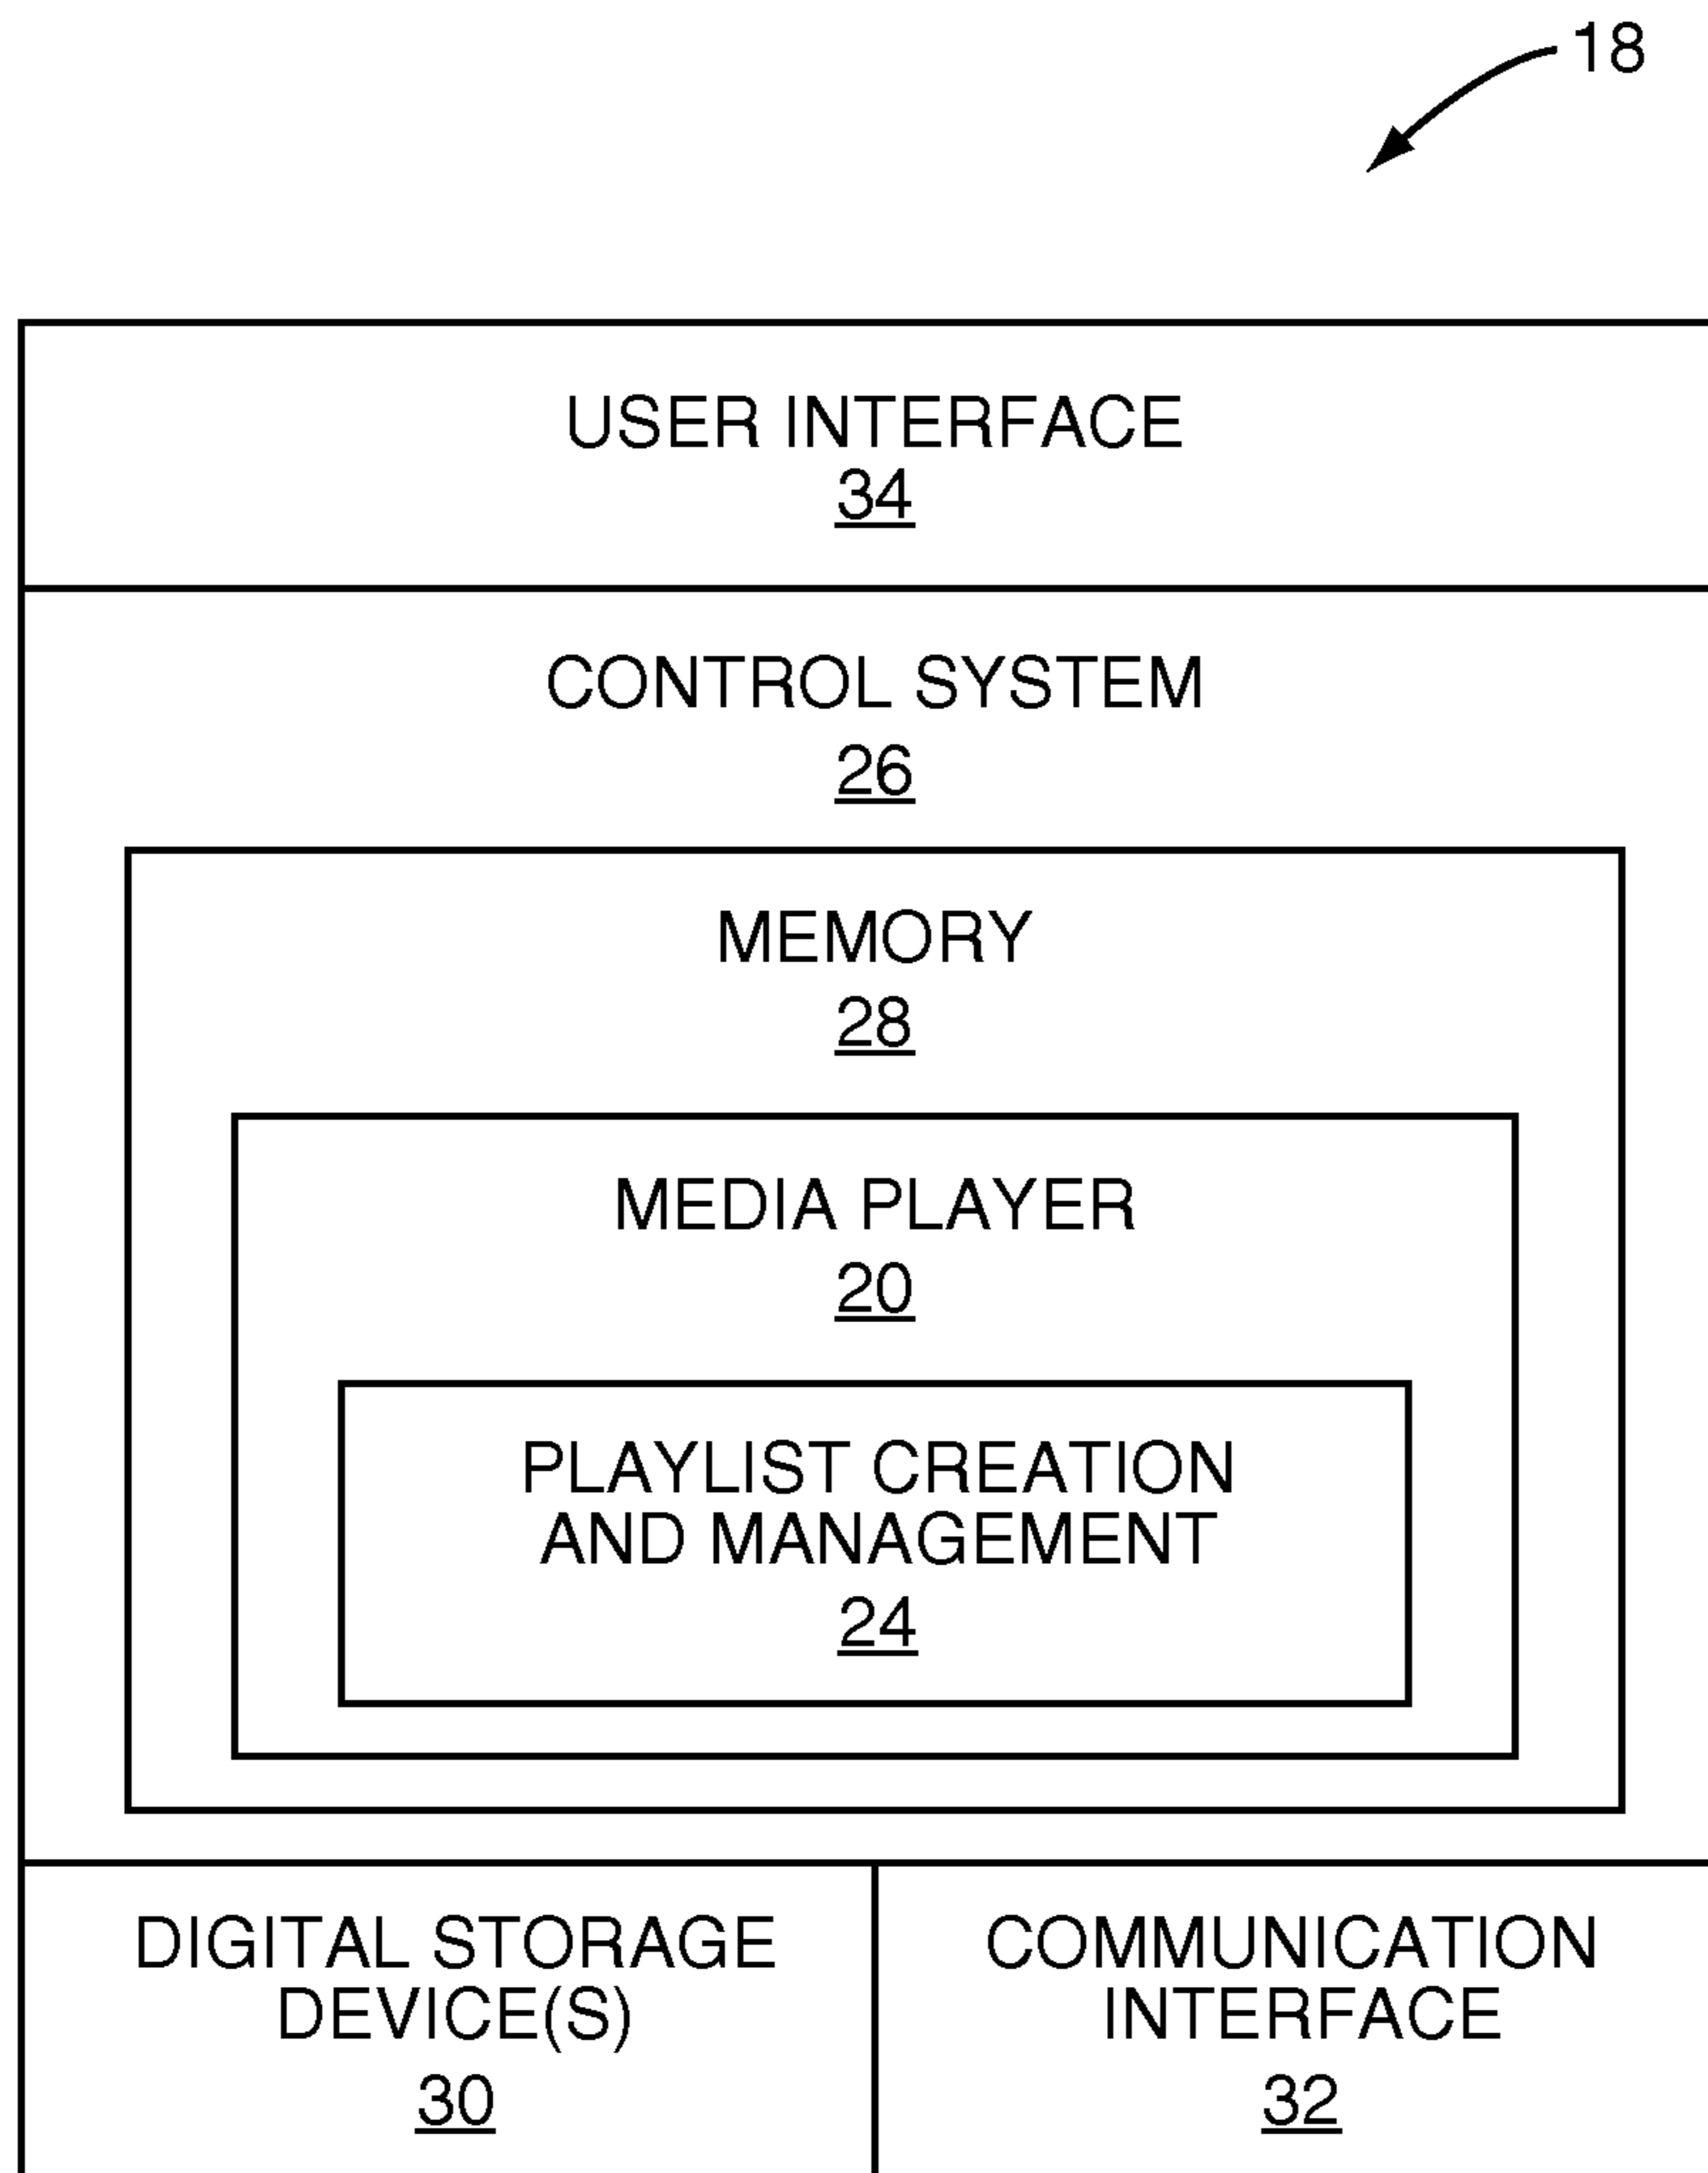 18
USER INTERFACE
34
CONTROL SYSTEM
26
MEMORY
28
MEDIA PLAYER
20
PLAYLIST CREATION
AND MANAGEMENT
24
DIGITAL STORAGE
DEVICE(S)
30
COMMUNICATION
INTERFACE
32